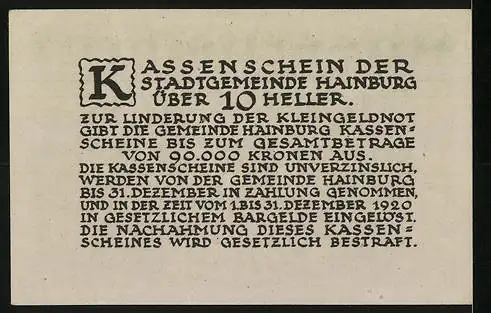 KASSENSCHEIN DER
STADTGEMEINDE HAINBURG
ÜBER 10 HELLER.
ZUR LINDERUNG DER KLEINGELDNOT
GIBT DIE GEMEINDE HAINBURG KASSEN=
SCHEINE BIS ZUM GESAMTBETRAGE
VON 90.000 KRONEN AUS.
DIE KASSENSCHEINE SIND UNVERZINSLICH,
WERDEN VON DER GEMEINDE HAINBURG
BIS 31. DEZEMBER IN ZAHLUNG GENOMMEN,
UND IN DER ZEIT VOM 1. BIS 31. DEZEMBER 1920
IN GESETZLICHEM BARGELDE EINGELÖST.
DIE NACHAHMUNG DIESES KASSEN=
SCHEINES WIRD GESETZLICH BESTRAFT.